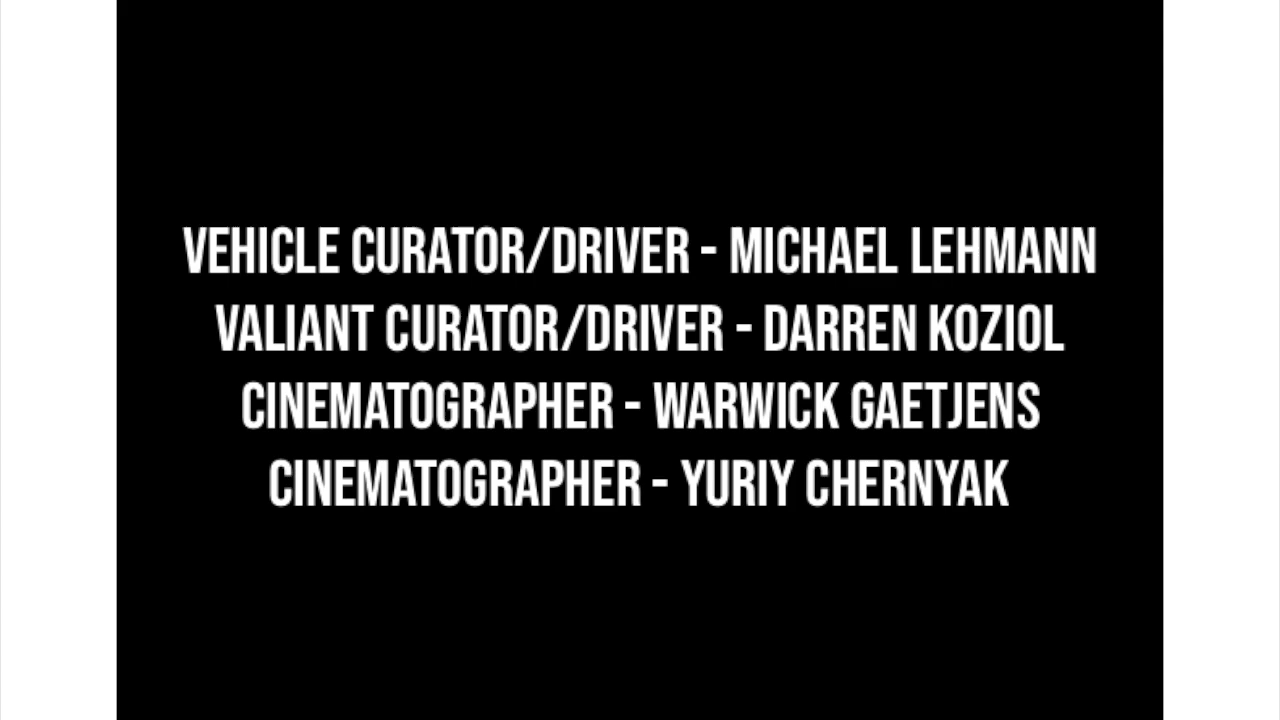 VEHICLE CURATOR/DRIVER - MICHAEL LEHMANN
VALIANT CURATOR/DRIVER - DARREN KOZIOL
CINEMATOGRAPHER - WARWICK GAETJENS
CINEMATOGRAPHER - YURIY CHERNYAK